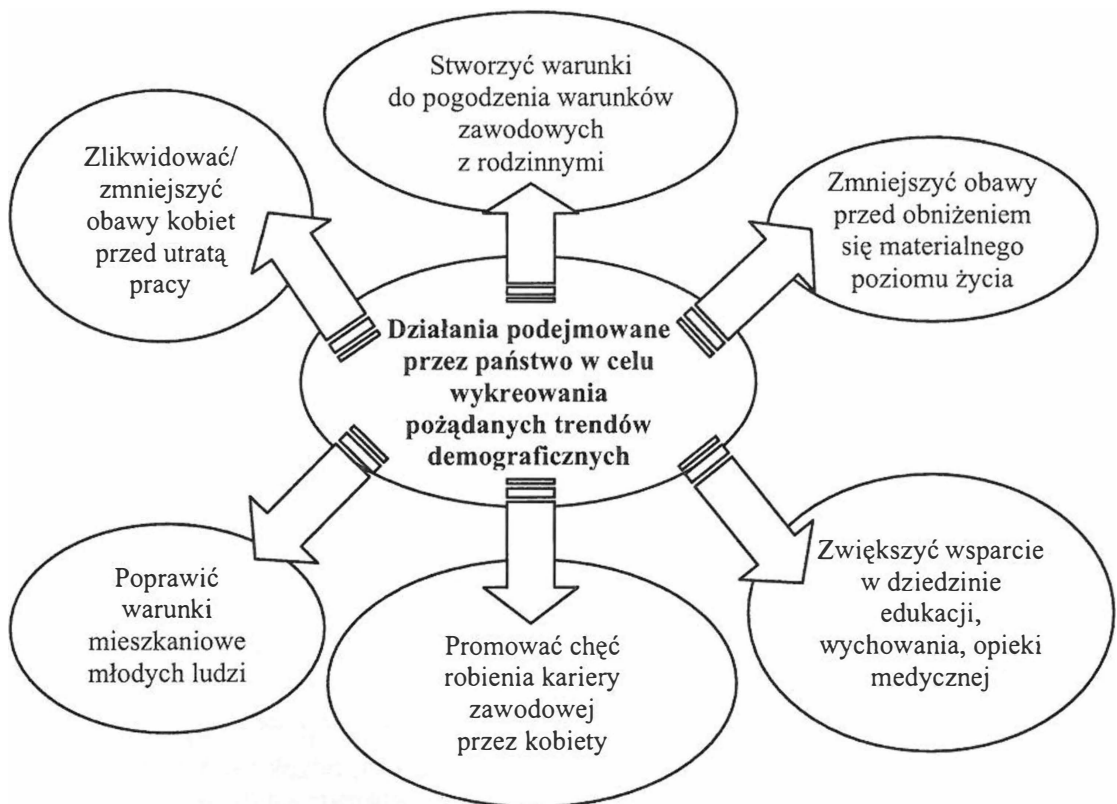 Stworzyć warunki
do pogodzenia warunków
zawodowych
z rodzinnymi
Zlikwidować/
zmniejszyć
obawy kobiet
przed utratą
pracy
Zmniejszyć obawy
przed obniżeniem
się materialnego
poziomu życia
Działania podejmowane
przez państwo w celu
wykreowania
pożądanych trendów
demograficznych
Poprawić
warunki
mieszkaniowe
młodych ludzi
Promować chęć
robienia kariery
zawodowej
przez kobiety
Zwiększyć wsparcie
w dziedzinie
edukacji,
wychowania, opieki
medycznej